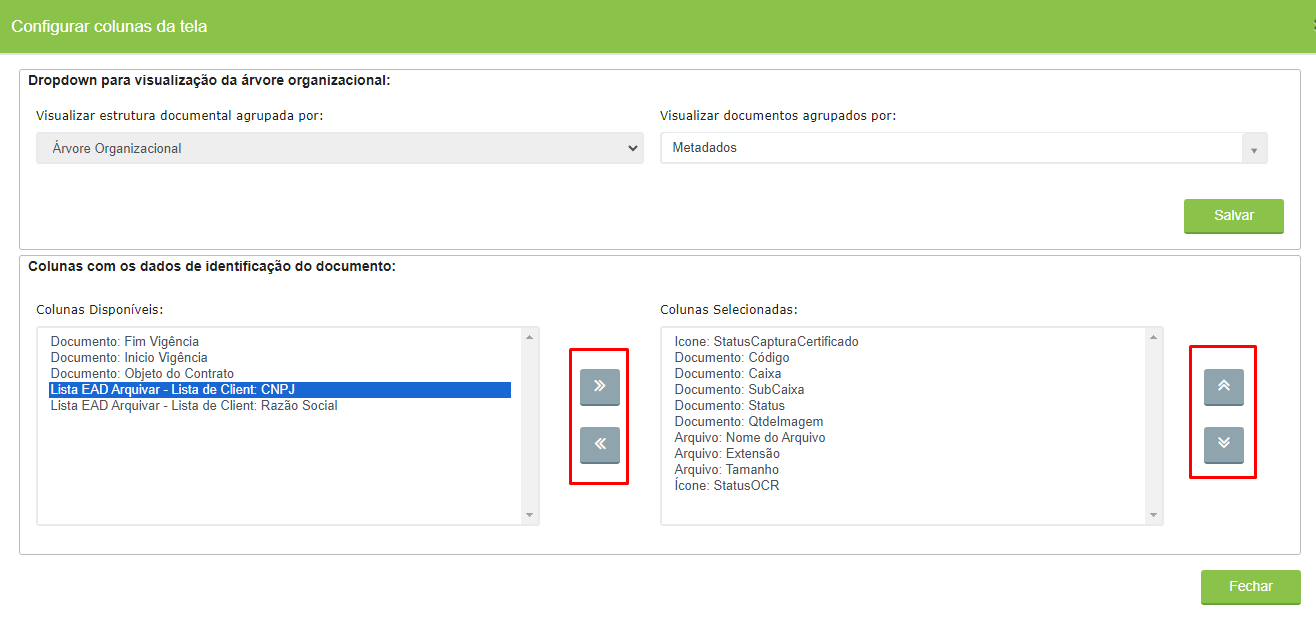 Configurar colunas da tela
Dropdown para visualização da árvore organizacional:
Visualizar estrutura documental agrupada por:
Visualizar documentos agrupados por:
Árvore Organizacional
Metadados
Salvar
Colunas com os dados de identificação do documento:
Colunas Disponíveis:
Documento: Fim Vigência
Documento: Inicio Vigência
Documento: Objeto do Contrato
Lista EAD Arquivar - Lista de Client: CNPJ
Lista EAD Arquivar - Lista de Client: Razão Social
Colunas Selecionadas:
Icone: StatusCapturaCertificado
Documento: Código
Documento: Caixa
Documento: SubCaixa
Documento: Status
Documento: QtdeImagem
Arquivo: Nome do Arquivo
Arquivo: Extensão
Arquivo: Tamanho
Ícone: StatusOCR
Fechar